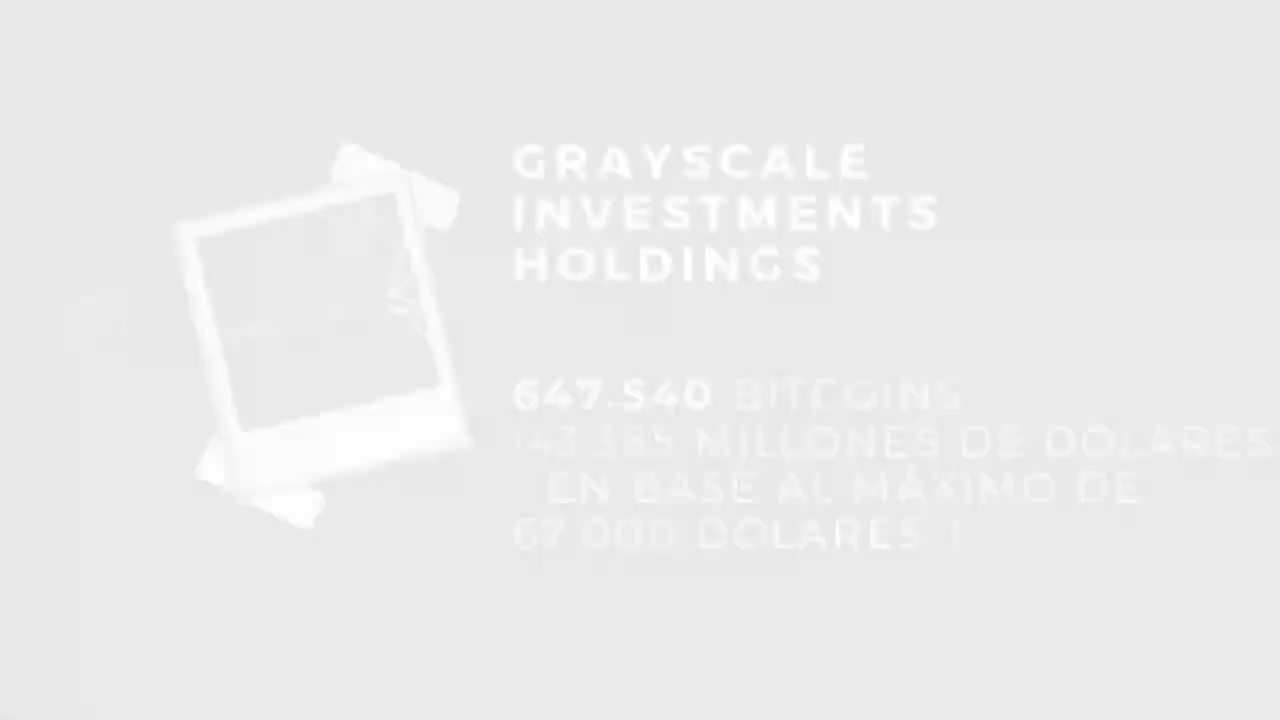 GRAYSCALE
INVESTMENTS
HOLDINGS
647.540 BITCOINS
MILLONES DE DOLARES
EN BASE AL MÁXIMO DE
67.000 DOLARES